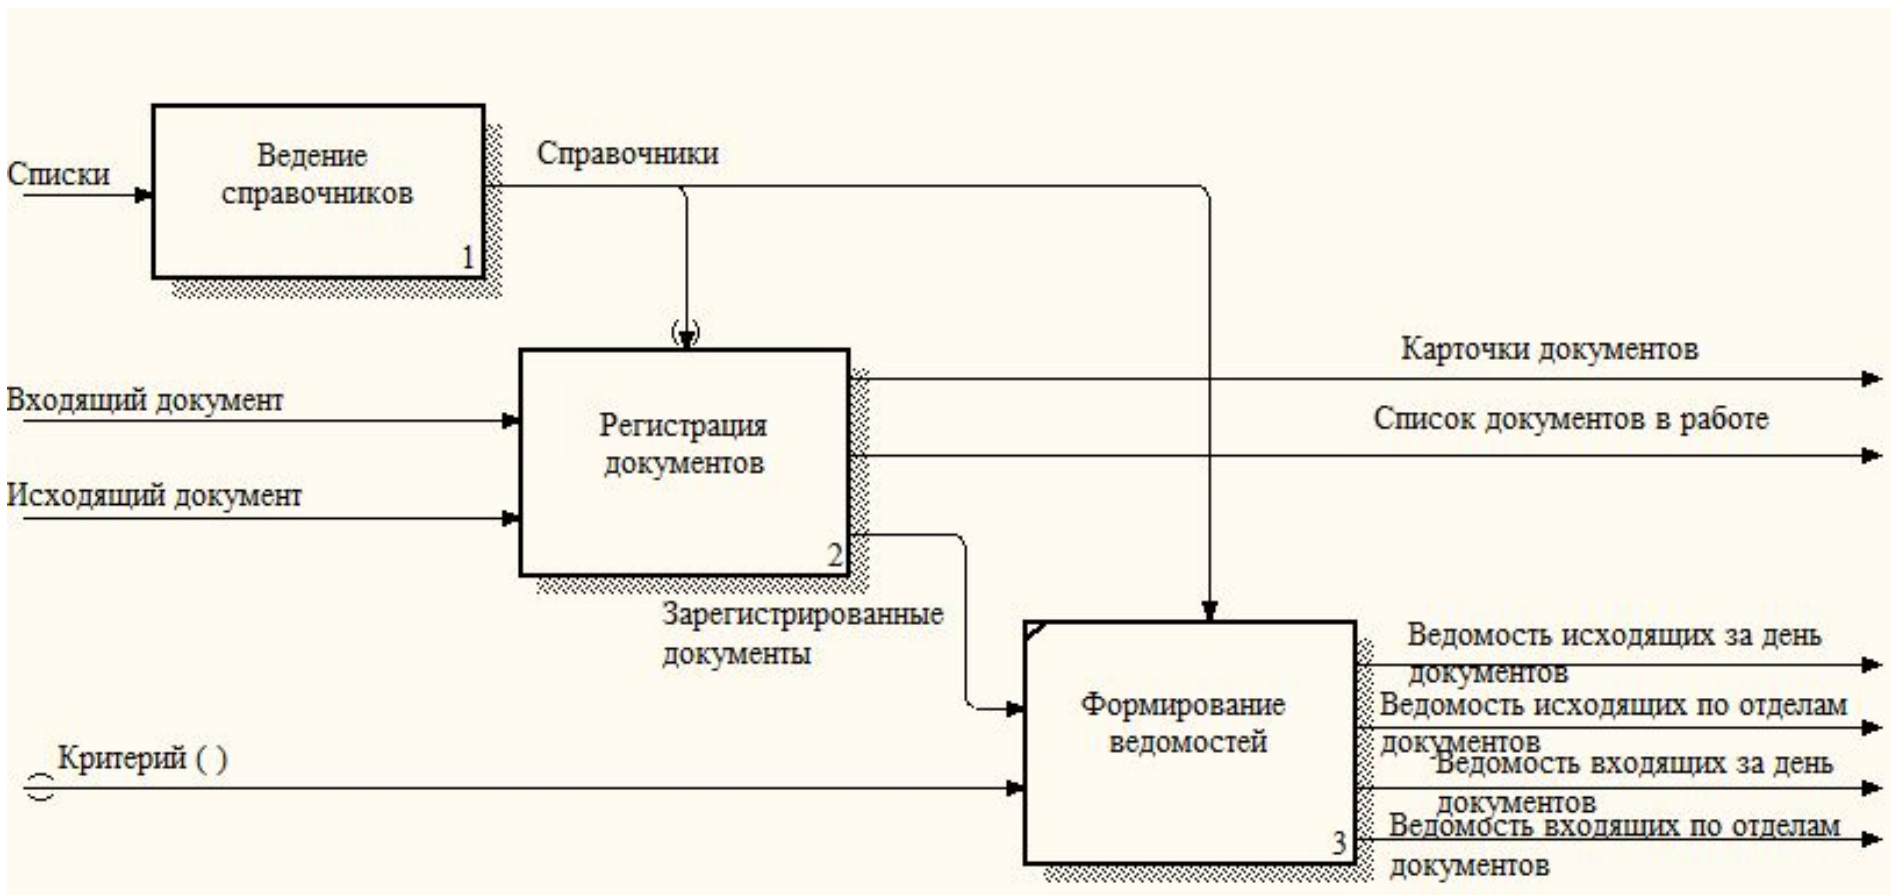 Списки
Ведение
справочников
1
Справочники
Входящий документ
Исходящий документ
Регистрация
документов
2
Карточки документов
Список документов в работе
Зарегистрированные
документы
Критерий ( )
Формирование
ведомостей
3
Ведомость исходящих за день
документов
Ведомость исходящих по отделам
документов
Ведомость входящих за день
документов
Ведомость входящих по отделам
документов